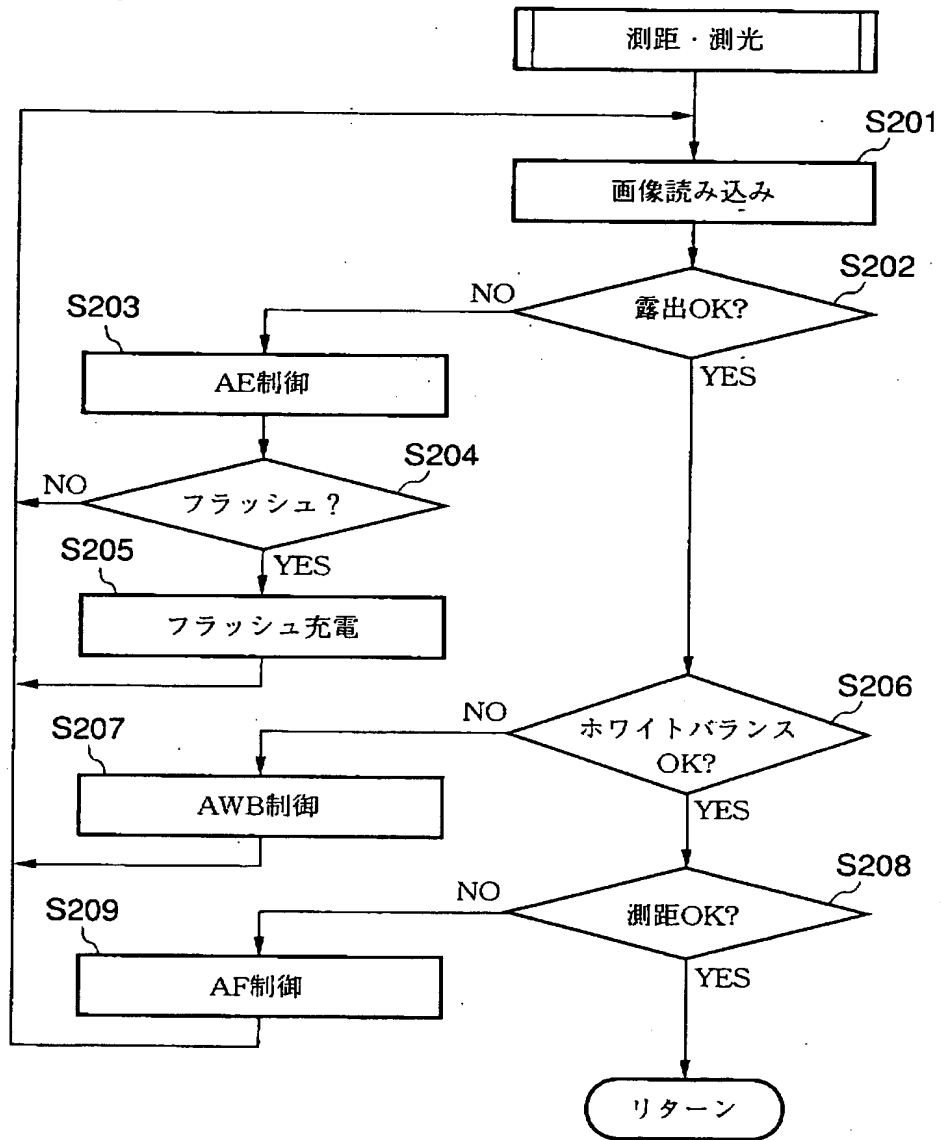 測距・測光
S201
画像読み込み
S202
露出OK?
NO
YES
S203
AE制御
S204
フラッシュ?
NO
YES
S205
フラッシュ充電
S206
ホワイトバランス
OK?
NO
YES
S207
AWB制御
S208
測距OK?
NO
YES
S209
AF制御
リターン